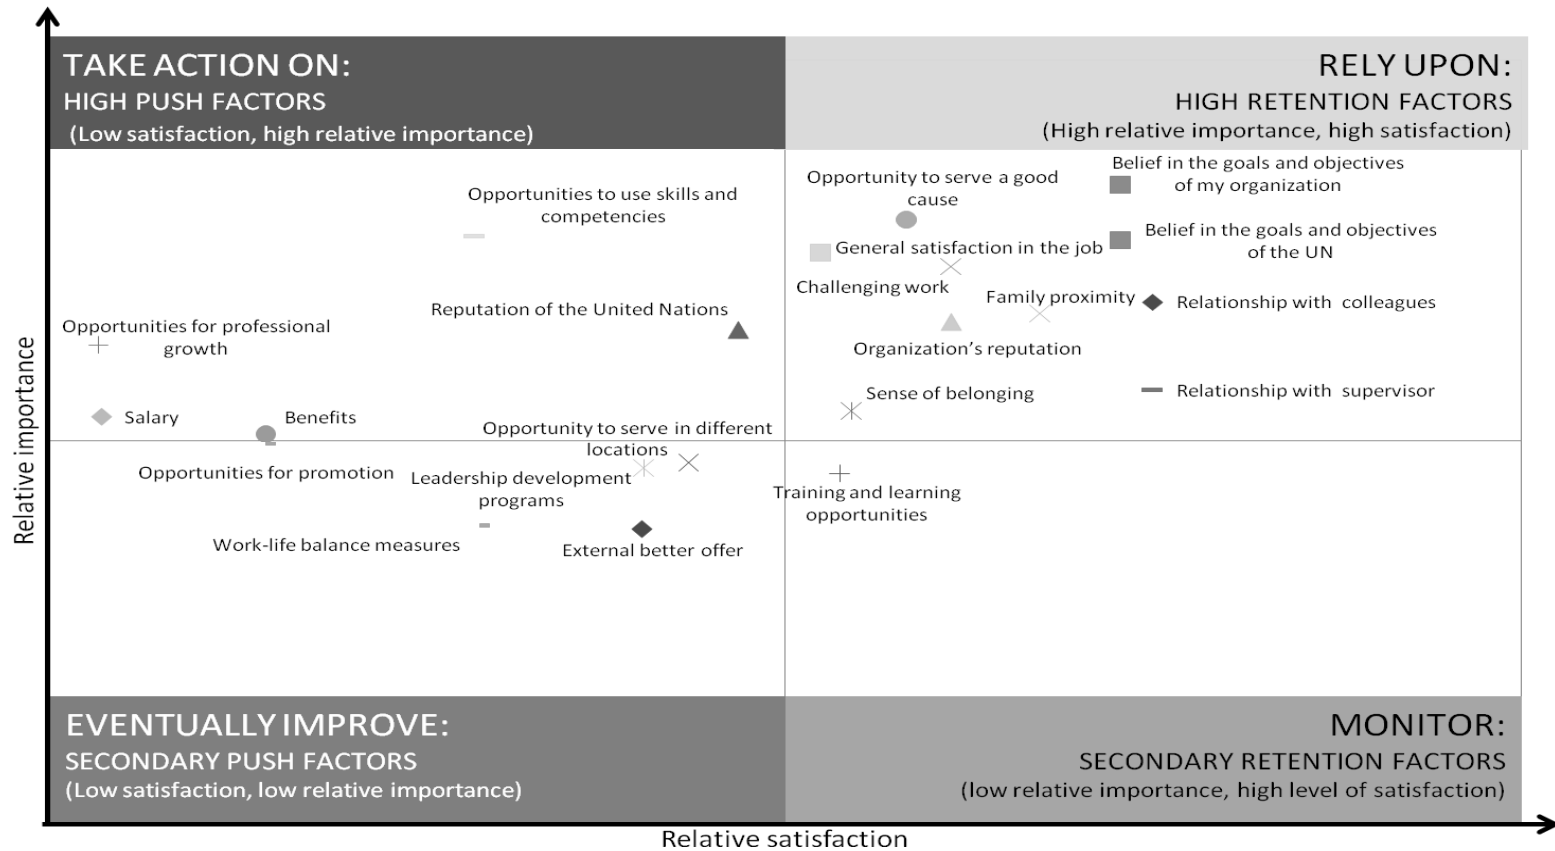 TAKE ACTION ON:
HIGH PUSH FACTORS
(Low satisfaction, high relative importance)
RELY UPON:
HIGH RETENTION FACTORS
(High relative importance, high satisfaction)
Opportunities to use skills and
competencies
Reputation of the United Nations
Opportunities for professional
growth
Salary
Benefits
Opportunity to serve a good
cause
Belief in the goals and objectives
of my organization
General satisfaction in the job
Belief in the goals and objectives
of the UN
Challenging work
Family proximity
Relationship with colleagues
Organization’s reputation
Sense of belonging
Relationship with supervisor
Opportunity to serve in different
locations
Opportunities for promotion
Leadership development
programs
Work-life balance measures
External better offer
Training and learning
opportunities
Relative importance
EVENTUALLY IMPROVE:
SECONDARY PUSH FACTORS
(Low satisfaction, low relative importance)
MONITOR:
SECONDARY RETENTION FACTORS
(low relative importance, high level of satisfaction)
Relative satisfaction